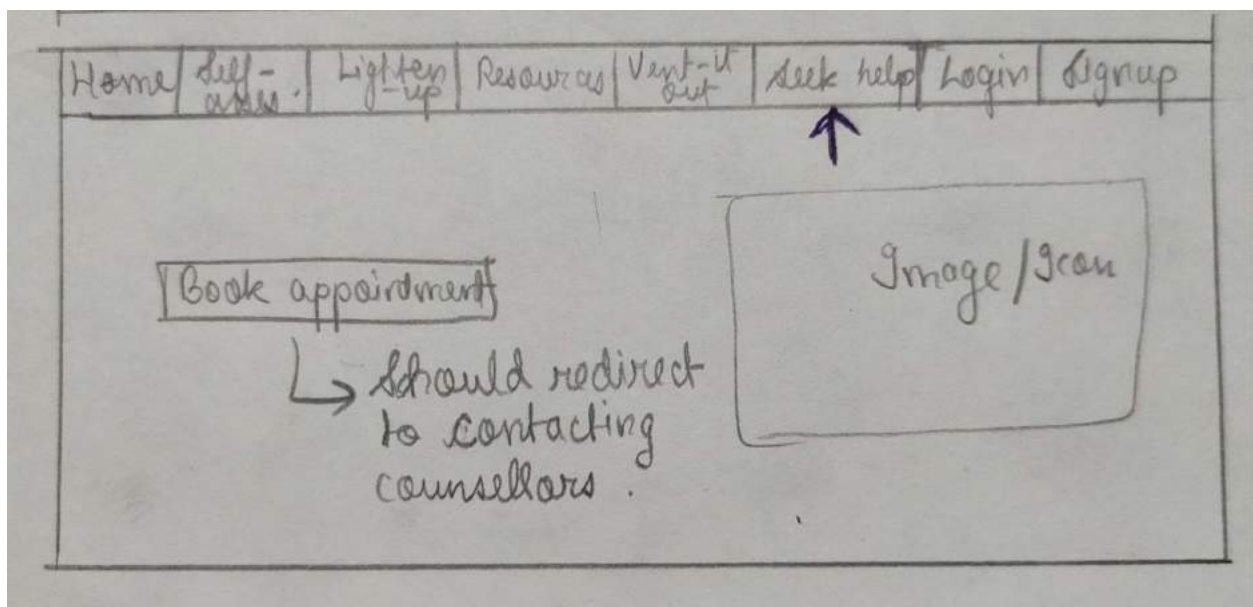 Home
Self-
asses.
Lighten
-up
Resources
Vent-it
out
Seek help
Login
Signup
Book appointment
Image/Icon
Should redirect
to contacting
counsellors.